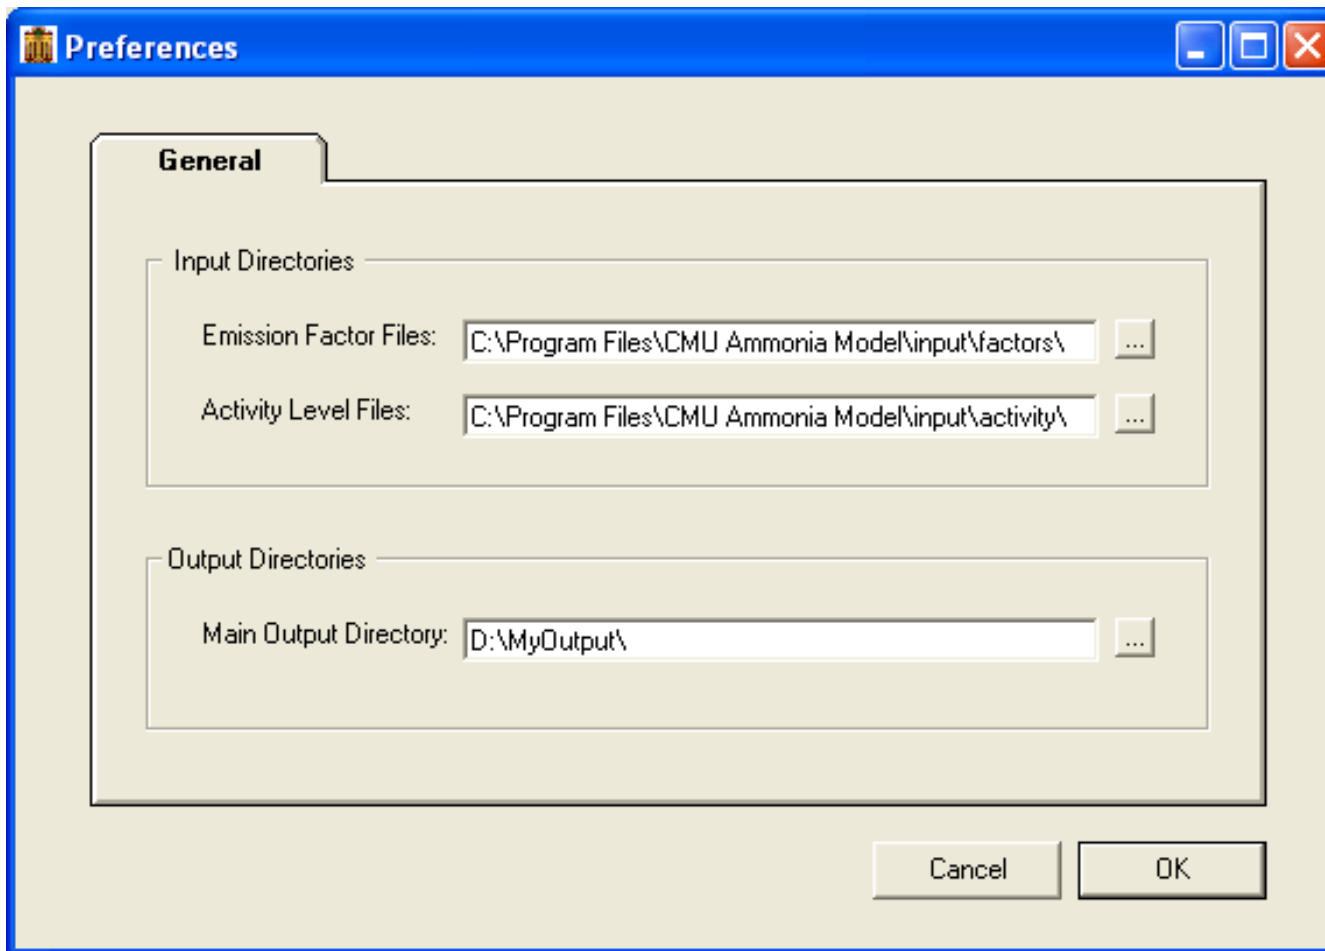 Preferences
General
Input Directories
Emission Factor Files: C:\Program Files\CMU Ammonia Model\input\factors\ ...
Activity Level Files: C:\Program Files\CMU Ammonia Model\input\activity\ ...
Output Directories
Main Output Directory: D:\MyOutput\ ...
Cancel OK